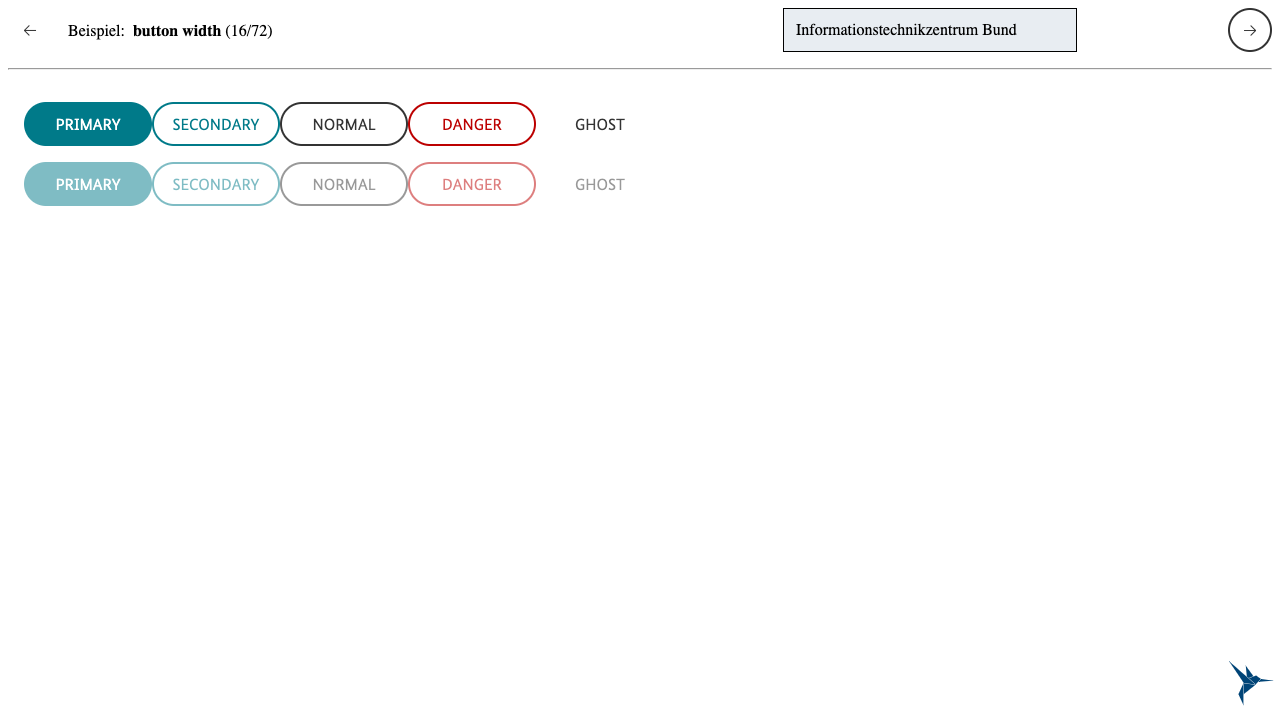 Beispiel: button width (16/72) Informationstechnikzentrum Bund
PRIMARY SECONDARY NORMAL DANGER GHOST
PRIMARY SECONDARY NORMAL DANGER GHOST